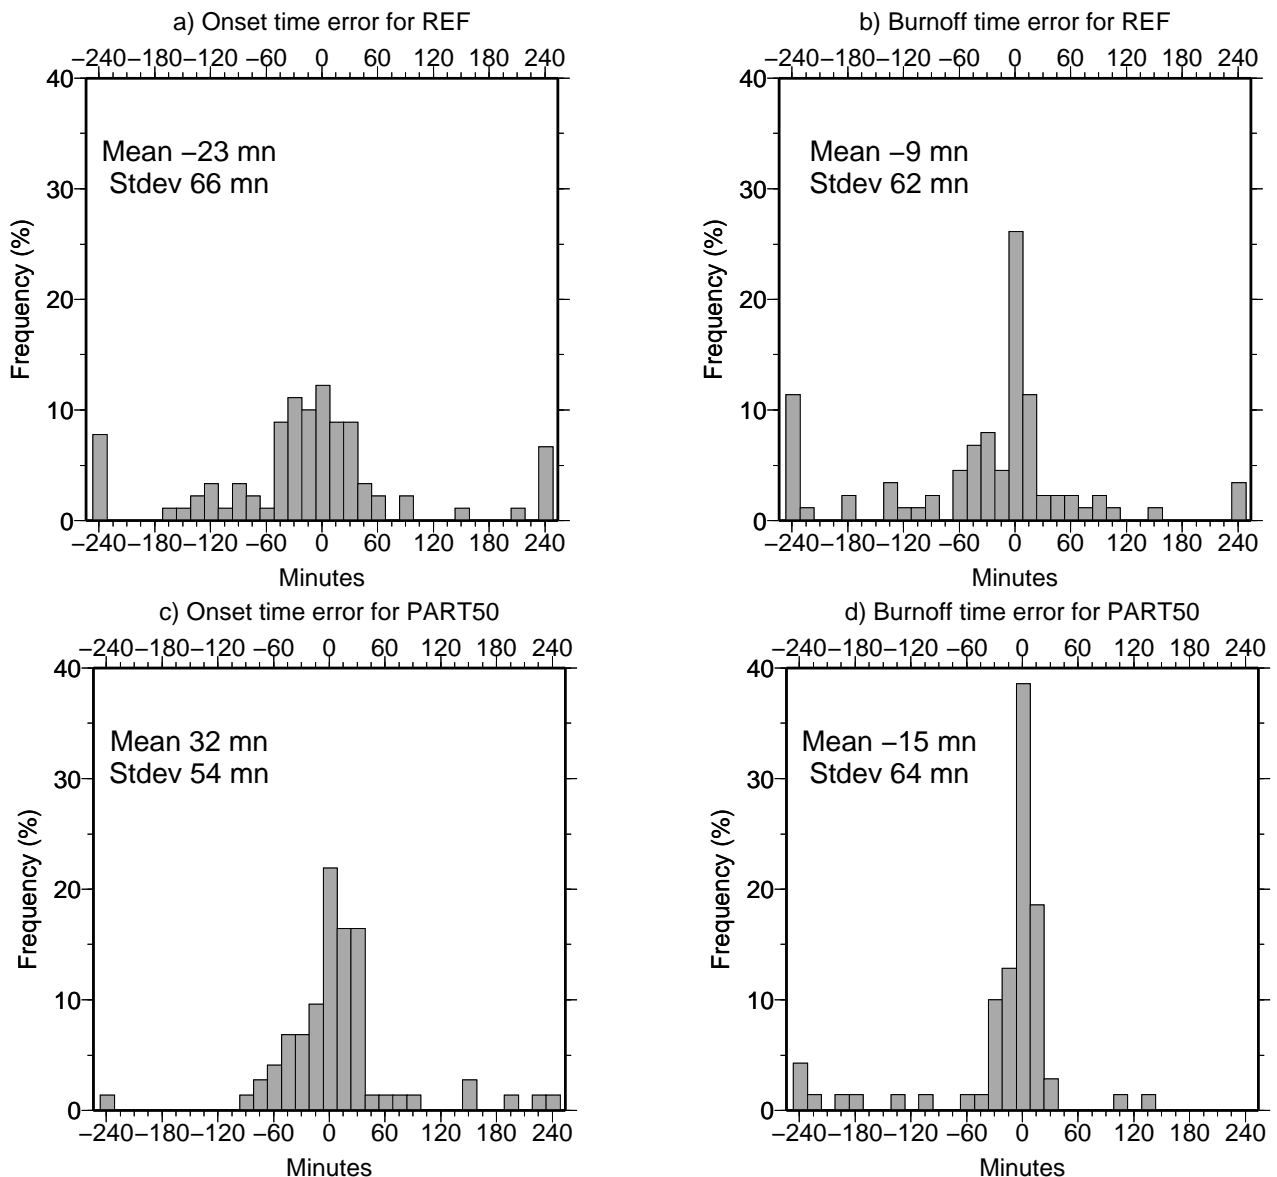 a) Onset time error for REF
−240 −180 −120 −60 0 60 120 180 240
40
30
20
10
0
Frequency (%)
Mean −23 mn
Stdev 66 mn
−240 −180 −120 −60 0 60 120 180 240
Minutes
b) Burnoff time error for REF
−240 −180 −120 −60 0 60 120 180 240
40
30
20
10
0
Frequency (%)
Mean −9 mn
Stdev 62 mn
−240 −180 −120 −60 0 60 120 180 240
Minutes
c) Onset time error for PART50
−240 −180 −120 −60 0 60 120 180 240
40
30
20
10
0
Frequency (%)
Mean 32 mn
Stdev 54 mn
−240 −180 −120 −60 0 60 120 180 240
Minutes
d) Burnoff time error for PART50
−240 −180 −120 −60 0 60 120 180 240
40
30
20
10
0
Frequency (%)
Mean −15 mn
Stdev 64 mn
−240 −180 −120 −60 0 60 120 180 240
Minutes